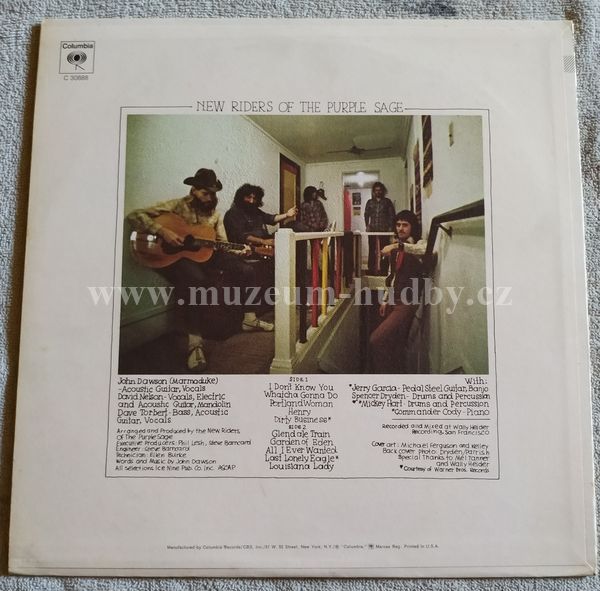 Columbia
C 30888
NEW RIDERS OF THE PURPLE SAGE
www.muzeum-hudby.cz
John Dawson (Marmaduke)
-Acoustic Guitar, Vocals
David Nelson - Vocals, Electric
and Acoustic Guitar, Mandolin
Dave Torbert - Bass, Acoustic
Guitar, Vocals
Arranged and Produced by the New Riders
Of The Purple Sage
Executive Producers: Phil Lesh, Steve Barncard
Engineer: Steve Barncard
Technician: Ellen Burke
Words and Music by John Dawson
All selections Ice Nine Pub. Co. Inc. ASCAP
SIDE 1
I Don't Know You
Whatcha Gonna Do
Portland Woman
Henry
Dirty Business*
SIDE 2
Glendale Train
Garden of Eden
All I Ever Wanted
Last Lonely Eagle*
Louisiana Lady
With:
*Jerry Garcia - Pedal Steel Guitar, Banjo
Spencer Dryden - Drums and Percussion
*Mickey Hart - Drums and Percussion
*Commander Cody - Piano
Recorded and Mixed at Wally Heider
Recording, San Francisco
Cover art: Michael Ferguson and Kelley
Back cover photo: Dryden/Parrish
Special Thanks to Mel Tanner
and Wally Heider
*Courtesy of Warner Bros. Records
Manufactured by Columbia Records/CBS, Inc./51 W. 52 Street, New York, N.Y./® "Columbia," Marcas Reg. Printed in U.S.A.